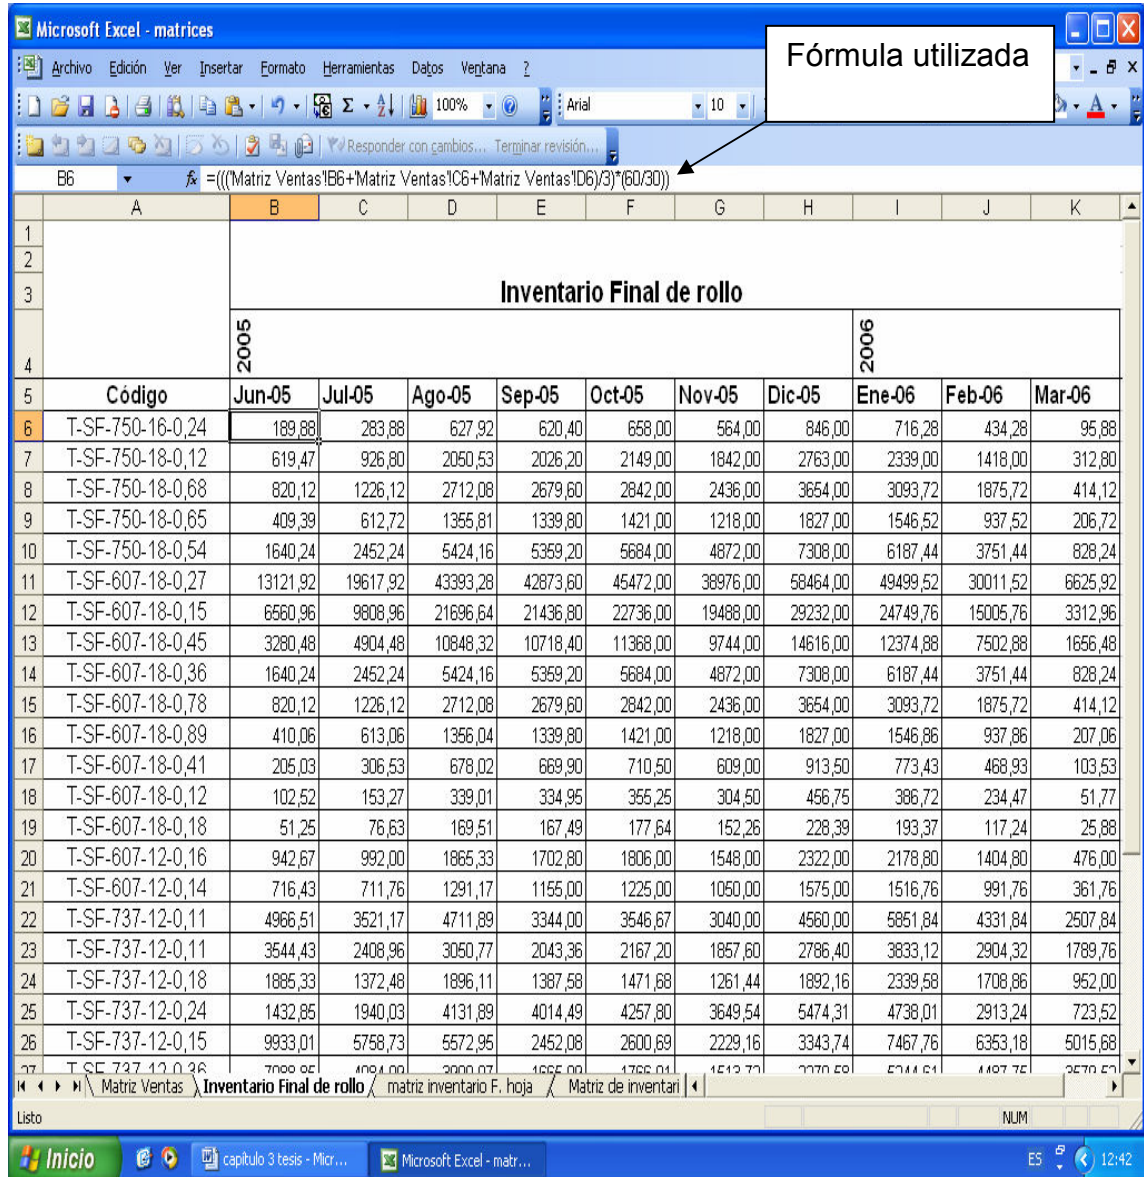 Microsoft Excel - matrices
Fórmula utilizada
Archivo Edición Ver Insertar Formato Herramientas Datos Ventana ?
100% Arial 10
Responder con cambios... Terminar revisión...
B6 fx =((('Matriz Ventas'!B6+'Matriz Ventas'!C6+'Matriz Ventas'!D6)/3)*(60/30))
A B C D E F G H I J K
1
2
3 Inventario Final de rollo
4 2005 2006
5 Código Jun-05 Jul-05 Ago-05 Sep-05 Oct-05 Nov-05 Dic-05 Ene-06 Feb-06 Mar-06
6 T-SF-750-16-0,24 189,88 283,88 627,92 620,40 658,00 564,00 846,00 716,28 434,28 95,88
7 T-SF-750-18-0,12 619,47 926,80 2050,53 2026,20 2149,00 1842,00 2763,00 2339,00 1418,00 312,80
8 T-SF-750-18-0,68 820,12 1226,12 2712,08 2679,60 2842,00 2436,00 3654,00 3093,72 1875,72 414,12
9 T-SF-750-18-0,65 409,39 612,72 1355,81 1339,80 1421,00 1218,00 1827,00 1546,52 937,52 206,72
10 T-SF-750-18-0,54 1640,24 2452,24 5424,16 5359,20 5684,00 4872,00 7308,00 6187,44 3751,44 828,24
11 T-SF-607-18-0,27 13121,92 19617,92 43393,28 42873,60 45472,00 38976,00 58464,00 49499,52 30011,52 6625,92
12 T-SF-607-18-0,15 6560,96 9808,96 21696,64 21436,80 22736,00 19488,00 29232,00 24749,76 15005,76 3312,96
13 T-SF-607-18-0,45 3280,48 4904,48 10848,32 10718,40 11368,00 9744,00 14616,00 12374,88 7502,88 1656,48
14 T-SF-607-18-0,36 1640,24 2452,24 5424,16 5359,20 5684,00 4872,00 7308,00 6187,44 3751,44 828,24
15 T-SF-607-18-0,78 820,12 1226,12 2712,08 2679,60 2842,00 2436,00 3654,00 3093,72 1875,72 414,12
16 T-SF-607-18-0,89 410,06 613,06 1356,04 1339,80 1421,00 1218,00 1827,00 1546,86 937,86 207,06
17 T-SF-607-18-0,41 205,03 306,53 678,02 669,90 710,50 609,00 913,50 773,43 468,93 103,53
18 T-SF-607-18-0,12 102,52 153,27 339,01 334,95 355,25 304,50 456,75 386,72 234,47 51,77
19 T-SF-607-18-0,18 51,25 76,63 169,51 167,49 177,64 152,26 228,39 193,37 117,24 25,88
20 T-SF-607-12-0,16 942,67 992,00 1865,33 1702,80 1806,00 1548,00 2322,00 2178,80 1404,80 476,00
21 T-SF-607-12-0,14 716,43 711,76 1291,17 1155,00 1225,00 1050,00 1575,00 1516,76 991,76 361,76
22 T-SF-737-12-0,11 4966,51 3521,17 4711,89 3344,00 3546,67 3040,00 4560,00 5851,84 4331,84 2507,84
23 T-SF-737-12-0,11 3544,43 2408,96 3050,77 2043,36 2167,20 1857,60 2786,40 3833,12 2904,32 1789,76
24 T-SF-737-12-0,18 1885,33 1372,48 1896,11 1387,58 1471,68 1261,44 1892,16 2339,58 1708,86 952,00
25 T-SF-737-12-0,24 1432,85 1940,03 4131,89 4014,49 4257,80 3649,54 5474,31 4738,01 2913,24 723,52
26 T-SF-737-12-0,15 9933,01 5758,73 5572,95 2452,08 2600,69 2229,16 3343,74 7467,76 6353,18 5015,68
Matriz Ventas Inventario Final de rollo matriz inventario F. hoja Matriz de inventari
Listo NUM
Inicio capítulo 3 tesis - Micr... Microsoft Excel - matr... ES 12:42